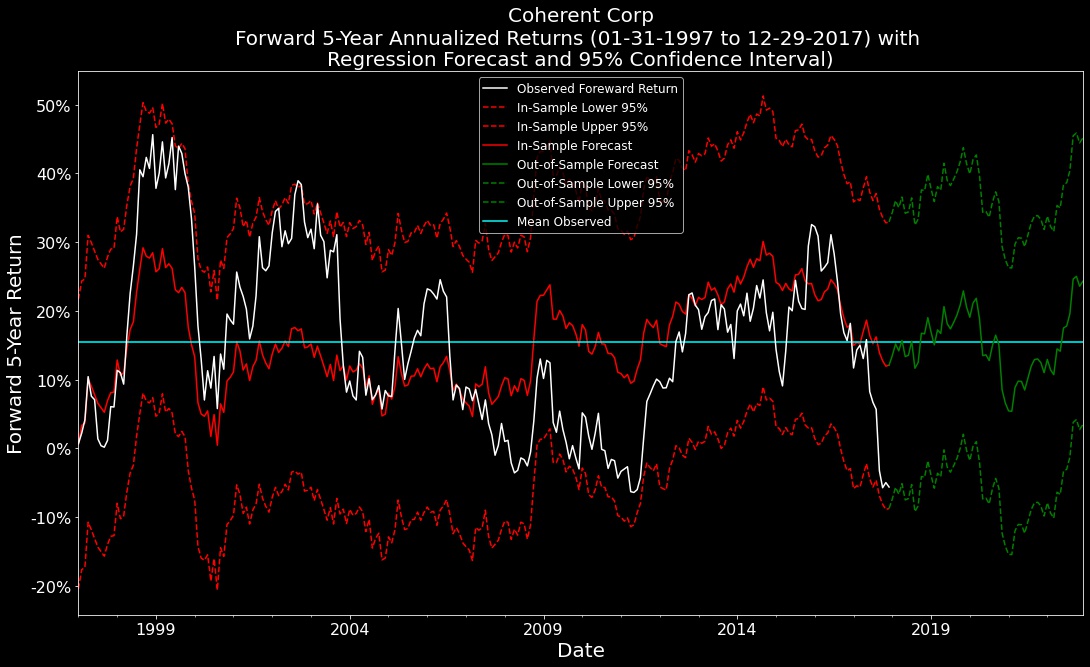 Coherent Corp
Forward 5-Year Annualized Returns (01-31-1997 to 12-29-2017) with
Regression Forecast and 95% Confidence Interval)
Observed Foreward Return
In-Sample Lower 95%
In-Sample Upper 95%
In-Sample Forecast
Out-of-Sample Forecast
Out-of-Sample Lower 95%
Out-of-Sample Upper 95%
Mean Observed
Forward 5-Year Return
50%
40%
30%
20%
10%
0%
-10%
-20%
1999
2004
2009
2014
2019
Date